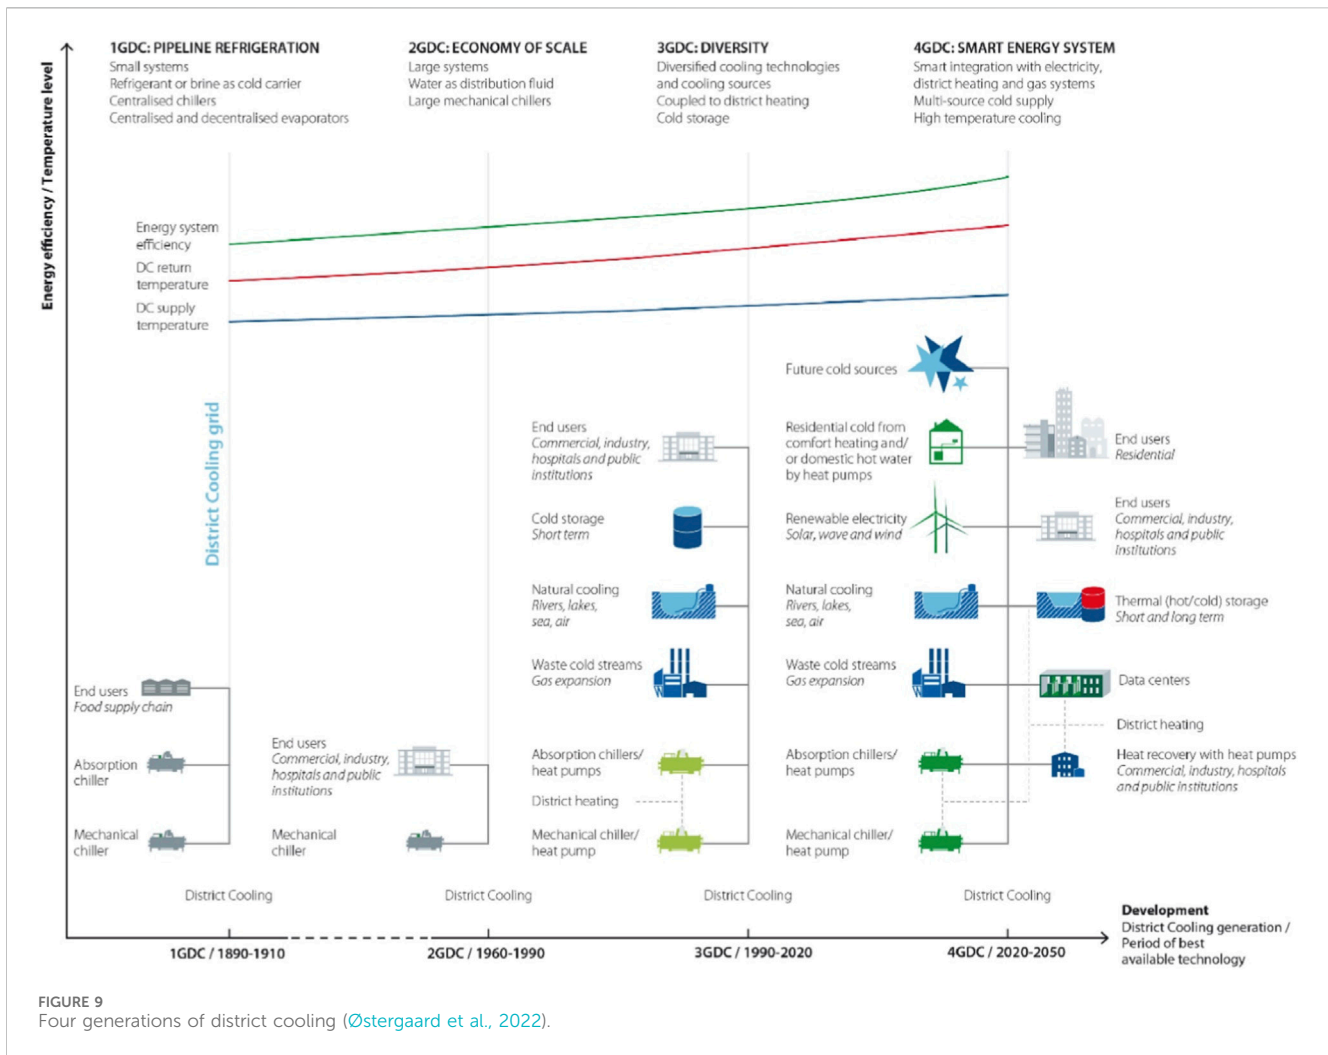 Energy efficiency / Temperature level
1GDC: PIPELINE REFRIGERATION
Small systems
Refrigerant or brine as cold carrier
Centralised chillers
Centralised and decentralised evaporators
2GDC: ECONOMY OF SCALE
Large systems
Water as distribution fluid
Large mechanical chillers
3GDC: DIVERSITY
Diversified cooling technologies
and cooling sources
Coupled to district heating
Cold storage
4GDC: SMART ENERGY SYSTEM
Smart integration with electricity,
district heating and gas systems
Multi-source cold supply
High temperature cooling
Energy system
efficiency
DC return
temperature
DC supply
temperature
District Cooling grid
End users
Food supply chain
Absorption
chiller
Mechanical
chiller
End users
Commercial, industry,
hospitals and public
institutions
Mechanical
chiller
End users
Commercial, industry,
hospitals and public
institutions
Cold storage
Short term
Natural cooling
Rivers, lakes,
sea, air
Waste cold streams
Gas expansion
Absorption chillers/
heat pumps
District heating
Mechanical chiller/
heat pump
Future cold sources
Residential cold from
comfort heating and/
or domestic hot water
by heat pumps
Renewable electricity
Solar, wave and wind
Natural cooling
Rivers, lakes,
sea, air
Waste cold streams
Gas expansion
Absorption chillers/
heat pumps
Mechanical chiller/
heat pump
End users
Residential
End users
Commercial, industry,
hospitals and public
institutions
Thermal (hot/cold) storage
Short and long term
Data centers
District heating
Heat recovery with heat pumps
Commercial, industry, hospitals
and public institutions
District Cooling
District Cooling
District Cooling
District Cooling
1GDC / 1890-1910
2GDC / 1960-1990
3GDC / 1990-2020
4GDC / 2020-2050
Development
District Cooling generation /
Period of best
available technology
FIGURE 9
Four generations of district cooling (Østergaard et al., 2022).